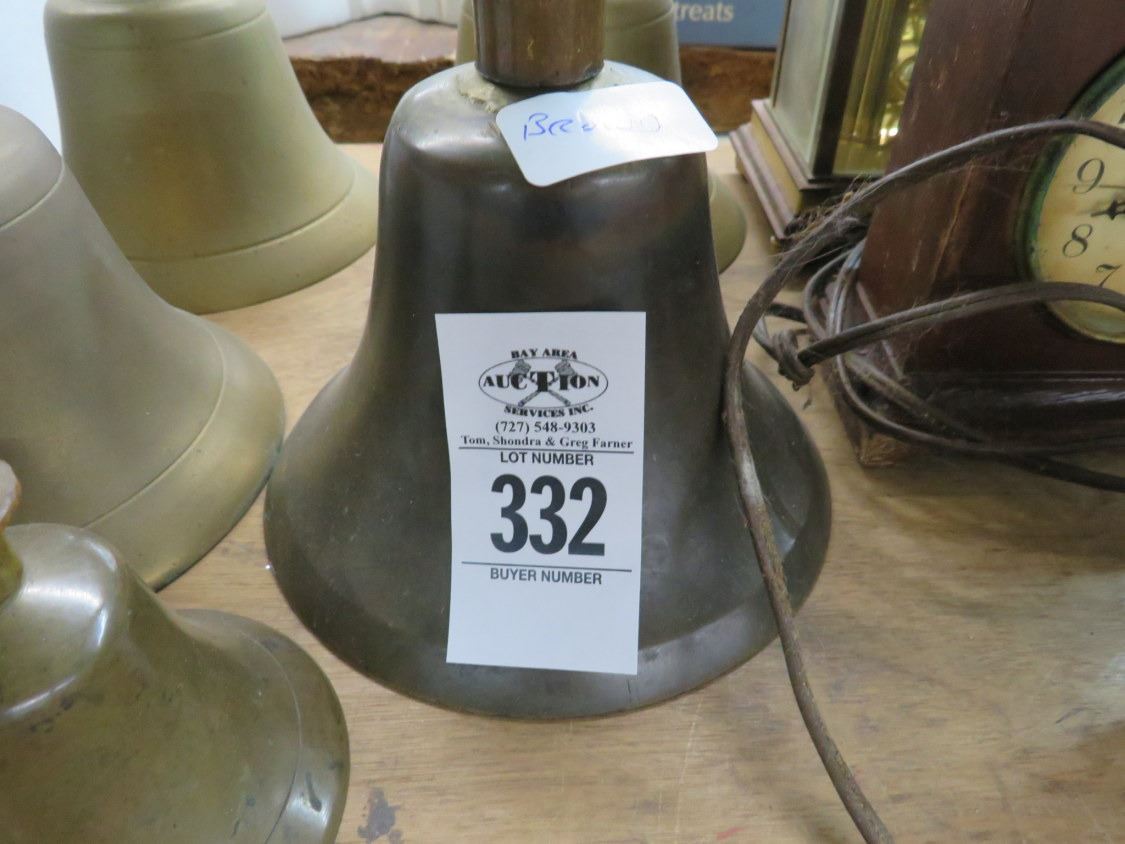 treats
BAY AREA
AUCTION
SERVICES INC.
(727) 548-9303
Tom, Shondra & Greg Farner
LOT NUMBER
332
BUYER NUMBER
9
8
7